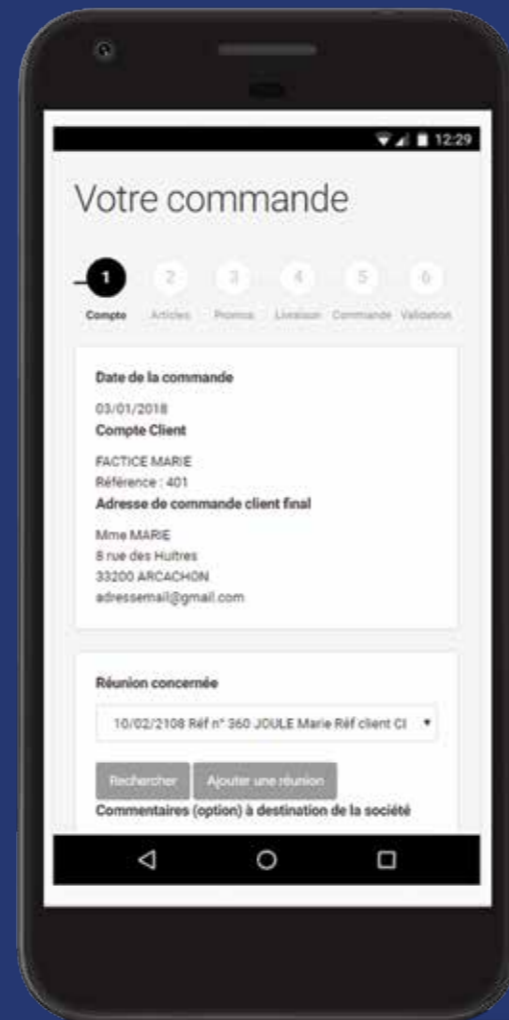 12:29
Votre commande
1 2 3 4 5 6
Compte Articles Promos Livraison Commande Validation
Date de la commande
03/01/2018
Compte Client
FACTICE MARIE
Référence : 401
Adresse de commande client final
Mme MARIE
8 rue des Huîtres
33200 ARCACHON
adressemail@gmail.com
Réunion concernée
10/02/2108 Réf n° 360 JOULE Marie Réf client CI
Rechercher Ajouter une réunion
Commentaires (option) à destination de la société